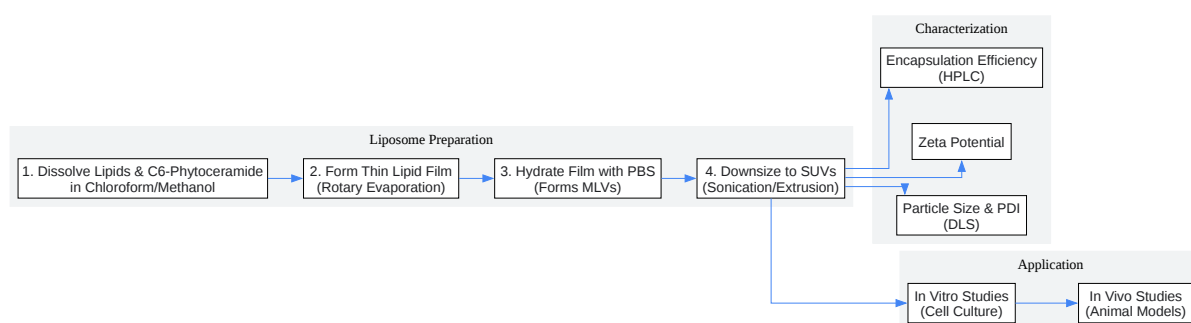 Characterization
Encapsulation Efficiency
(HPLC)
Zeta Potential
Particle Size & PDI
(DLS)
Liposome Preparation
1. Dissolve Lipids & C6-Phytoceramide
in Chloroform/Methanol
2. Form Thin Lipid Film
(Rotary Evaporation)
3. Hydrate Film with PBS
(Forms MLVs)
4. Downsize to SUVs
(Sonication/Extrusion)
Application
In Vitro Studies
(Cell Culture)
In Vivo Studies
(Animal Models)